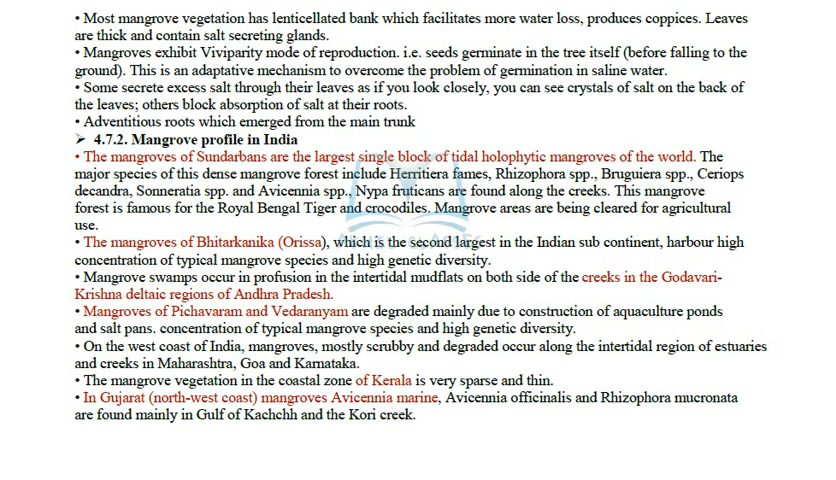 • Most mangrove vegetation has lenticellated bank which facilitates more water loss, produces coppices. Leaves
are thick and contain salt secreting glands.
• Mangroves exhibit Viviparity mode of reproduction. i.e. seeds germinate in the tree itself (before falling to the
ground). This is an adaptative mechanism to overcome the problem of germination in saline water.
• Some secrete excess salt through their leaves as if you look closely, you can see crystals of salt on the back of
the leaves; others block absorption of salt at their roots.
• Adventitious roots which emerged from the main trunk
➢ 4.7.2. Mangrove profile in India
• The mangroves of Sundarbans are the largest single block of tidal holophytic mangroves of the world. The
major species of this dense mangrove forest include Herritiera fames, Rhizophora spp., Bruguiera spp., Ceriops
decandra, Sonneratia spp. and Avicennia spp., Nypa fruticans are found along the creeks. This mangrove
forest is famous for the Royal Bengal Tiger and crocodiles. Mangrove areas are being cleared for agricultural
use.
• The mangroves of Bhitarkanika (Orissa), which is the second largest in the Indian sub continent, harbour high
concentration of typical mangrove species and high genetic diversity.
• Mangrove swamps occur in profusion in the intertidal mudflats on both side of the creeks in the Godavari-
Krishna deltaic regions of Andhra Pradesh.
• Mangroves of Pichavaram and Vedaranyam are degraded mainly due to construction of aquaculture ponds
and salt pans. concentration of typical mangrove species and high genetic diversity.
• On the west coast of India, mangroves, mostly scrubby and degraded occur along the intertidal region of estuaries
and creeks in Maharashtra, Goa and Karnataka.
• The mangrove vegetation in the coastal zone of Kerala is very sparse and thin.
• In Gujarat (north-west coast) mangroves Avicennia marine, Avicennia officinalis and Rhizophora mucronata
are found mainly in Gulf of Kachchh and the Kori creek.